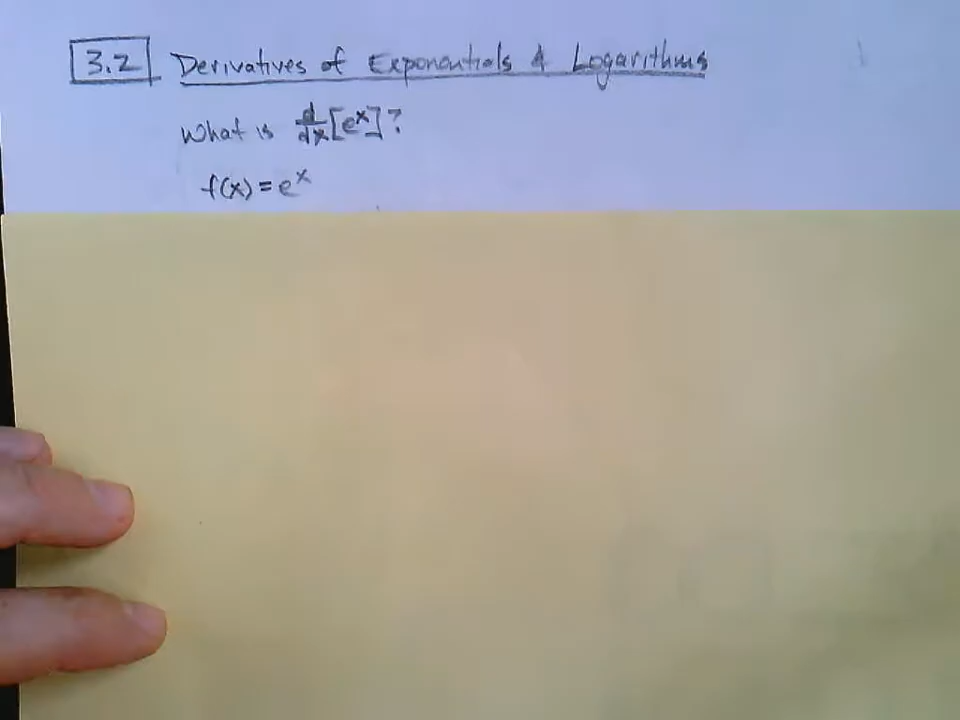 3.2 Derivatives of Exponentials & Logarithms
What is d/dx[e^x]?
f(x) = e^x